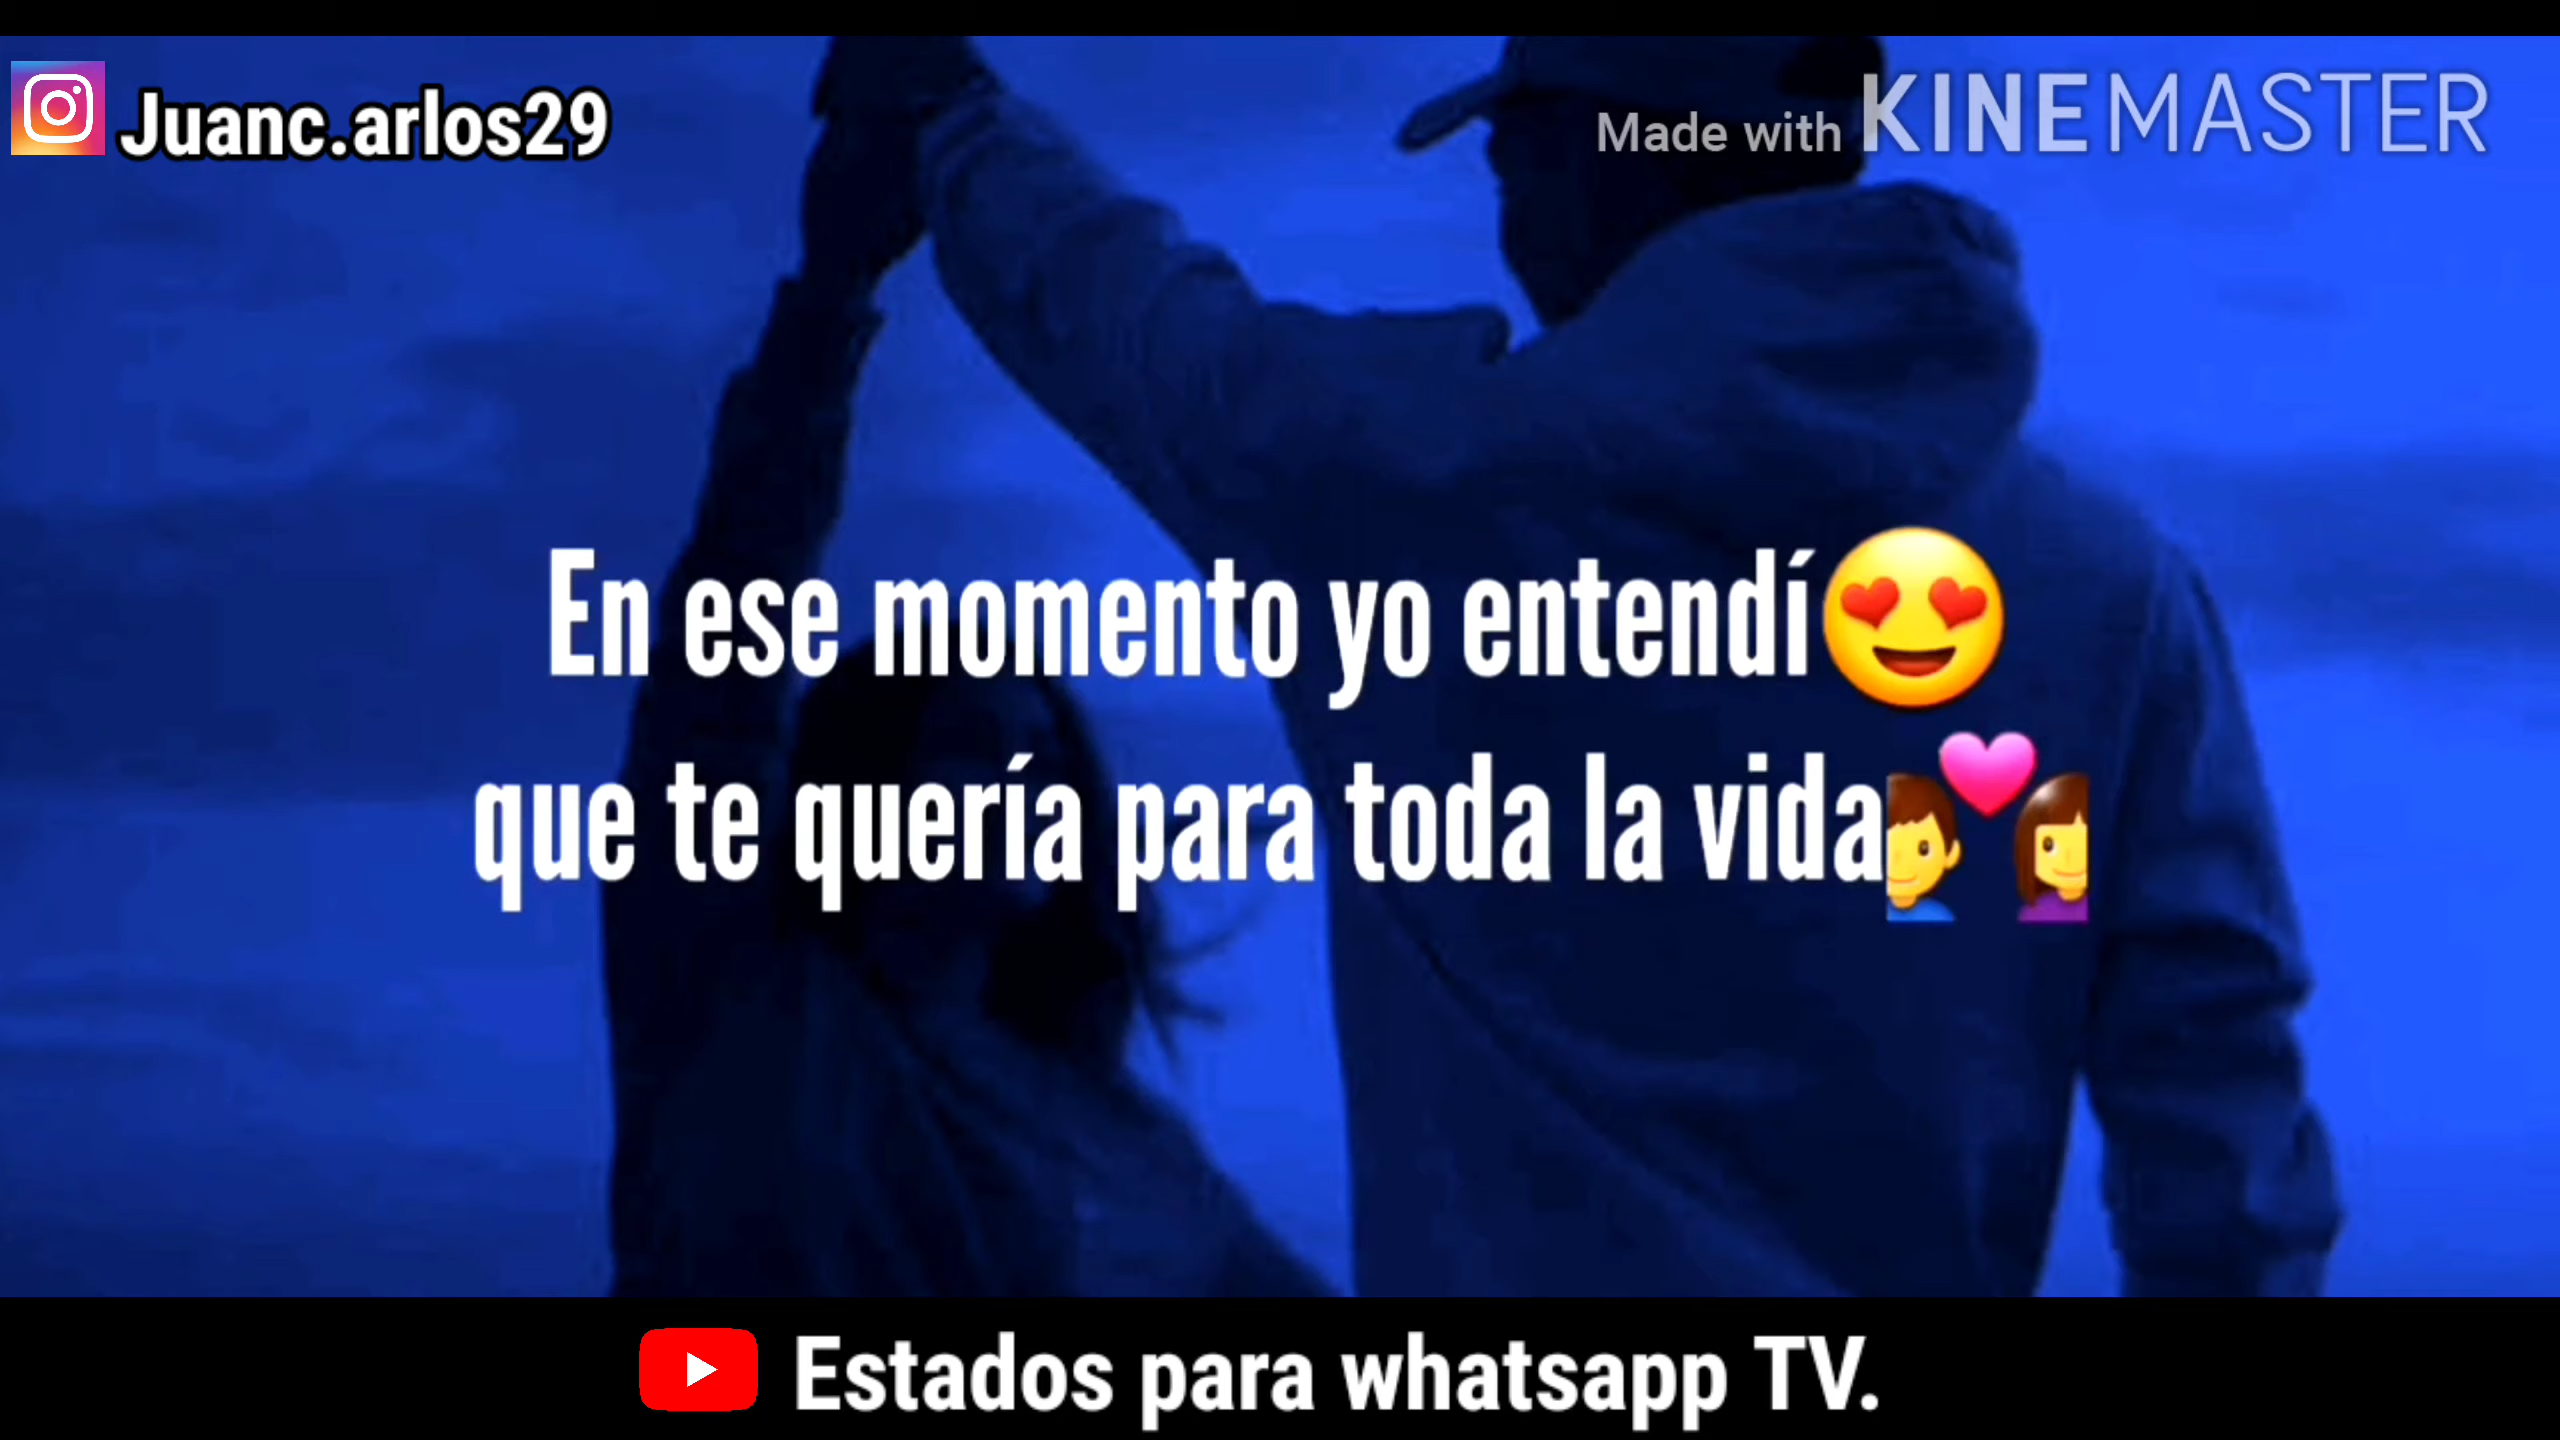 Juanc.arlos29
Made with KINEMASTER
En ese momento yo entendí😍
que te quería para toda la vida💑
Estados para whatsapp TV.